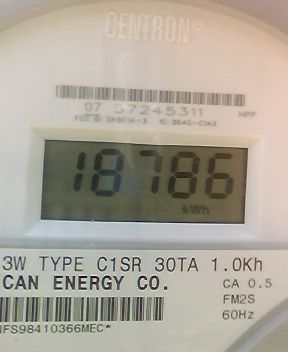 CENTRON®
07 57245311
18786
kWh
3W TYPE C1SR 30TA 1.0Kh
CAN ENERGY CO. CA 0.5
FM2S
60Hz
NFS98410366MEC*